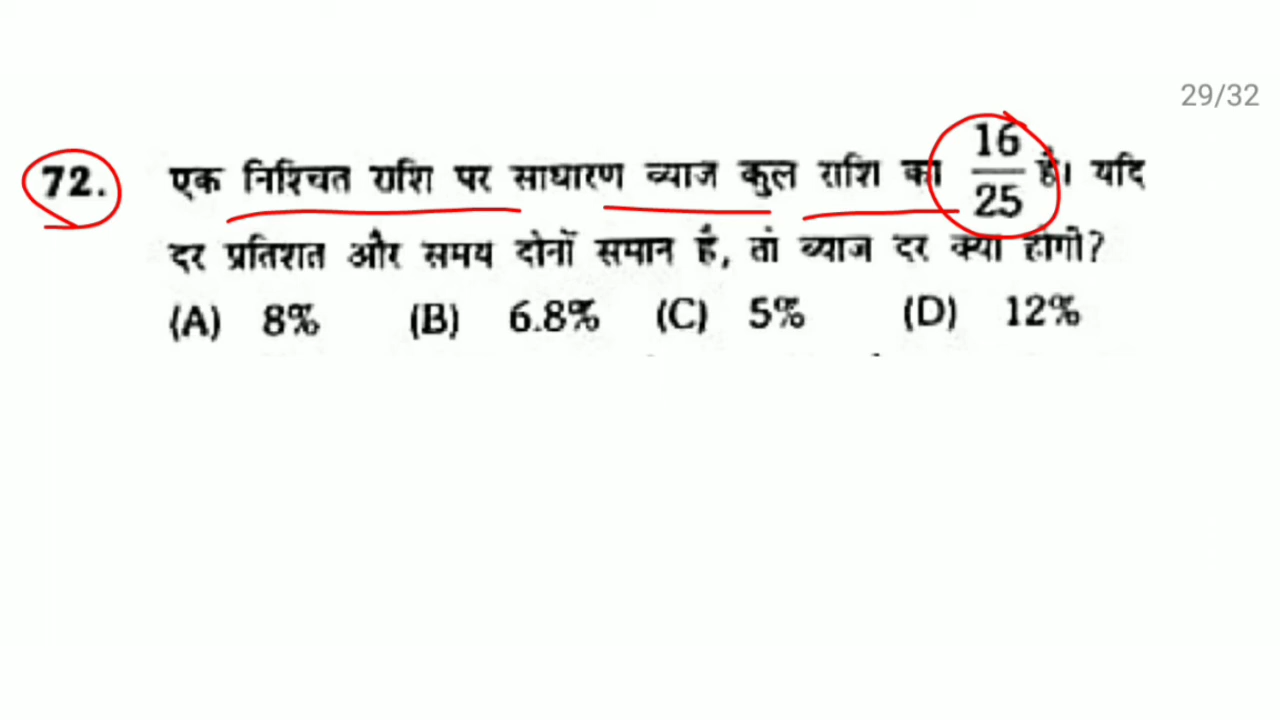 29/32
72. एक निश्चित राशि पर साधारण व्याज कुल राशि का 16/25 है। यदि
दर प्रतिशत और समय दोनों समान हैं, तो व्याज दर क्या होगी?
(A) 8% (B) 6.8% (C) 5% (D) 12%